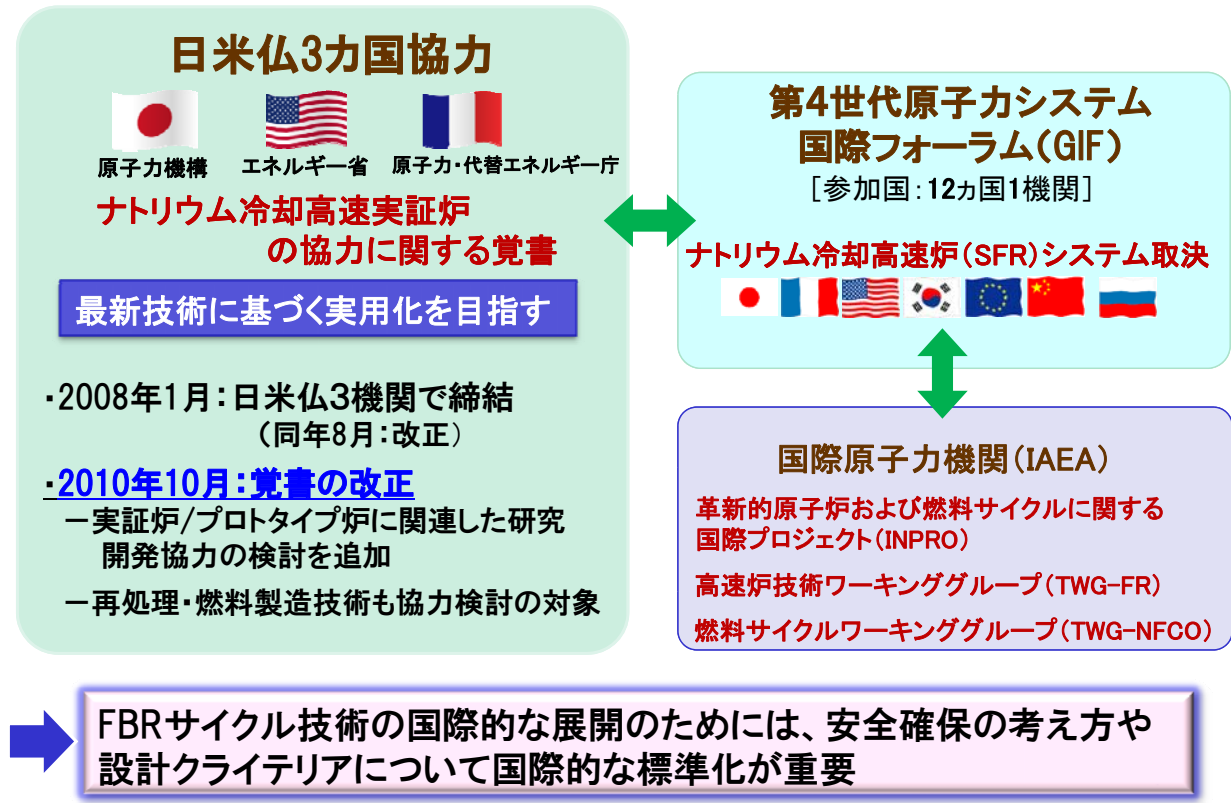 日米仏3カ国協力
原子力機構
エネルギー省
原子力・代替エネルギー庁
ナトリウム冷却高速実証炉
の協力に関する覚書
最新技術に基づく実用化を目指す
・2008年1月：日米仏3機関で締結
（同年8月：改正）
・2010年10月：覚書の改正
－実証炉/プロトタイプ炉に関連した研究
開発協力の検討を追加
－再処理・燃料製造技術も協力検討の対象
第4世代原子力システム
国際フォーラム（GIF）
［参加国：12ヵ国1機関］
ナトリウム冷却高速炉（SFR）システム取決
国際原子力機関（IAEA）
革新的原子炉および燃料サイクルに関する
国際プロジェクト（INPRO）
高速炉技術ワーキンググループ（TWG-FR）
燃料サイクルワーキンググループ（TWG-NFCO）
FBRサイクル技術の国際的な展開のためには、安全確保の考え方や
設計クライテリアについて国際的な標準化が重要